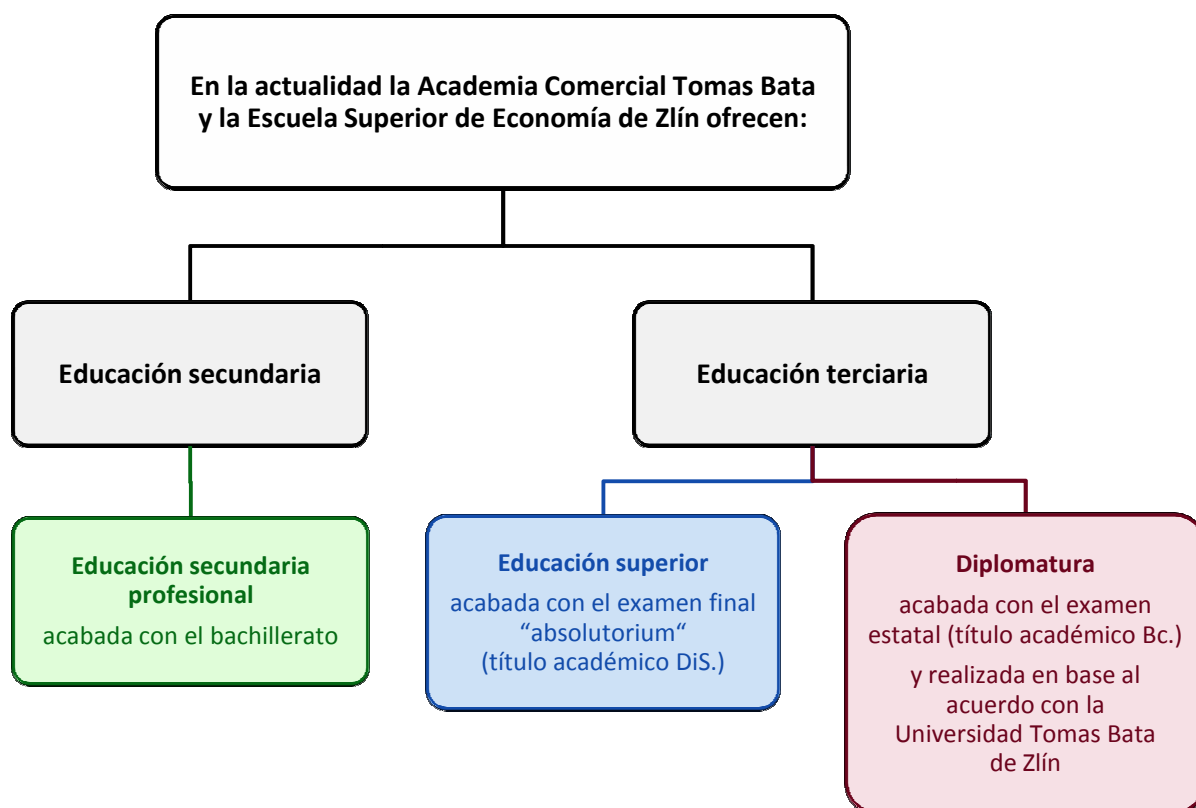 En la actualidad la Academia Comercial Tomas Bata
y la Escuela Superior de Economía de Zlín ofrecen:
Educación secundaria
Educación terciaria
Educación secundaria
profesional
acabada con el bachillerato
Educación superior
acabada con el examen final
“absolutorium“
(título académico DiS.)
Diplomatura
acabada con el examen
estatal (título académico Bc.)
y realizada en base al
acuerdo con la
Universidad Tomas Bata
de Zlín